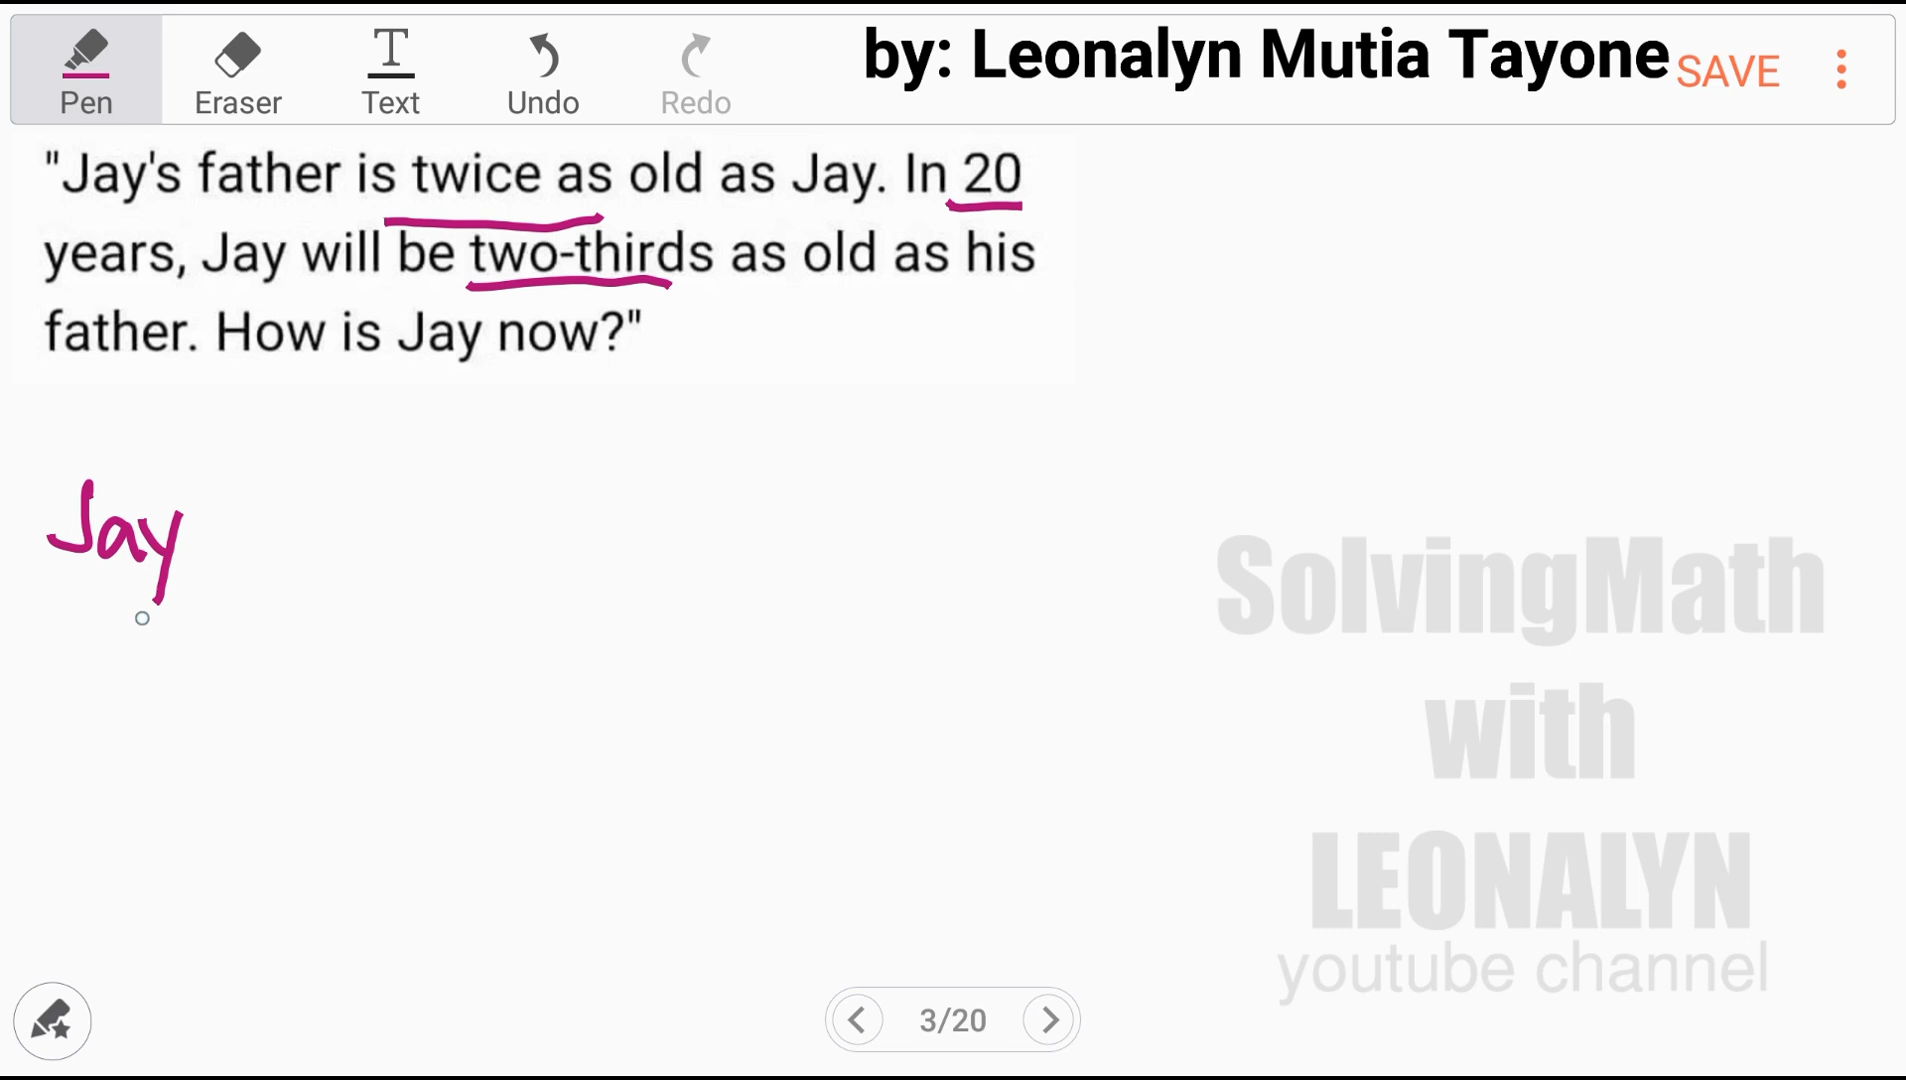 by: Leonalyn Mutia Tayone
Pen Eraser Text Undo Redo SAVE
"Jay's father is twice as old as Jay. In 20
years, Jay will be two-thirds as old as his
father. How is Jay now?"
Jay
SolvingMath
with
LEONALYN
youtube channel
3/20